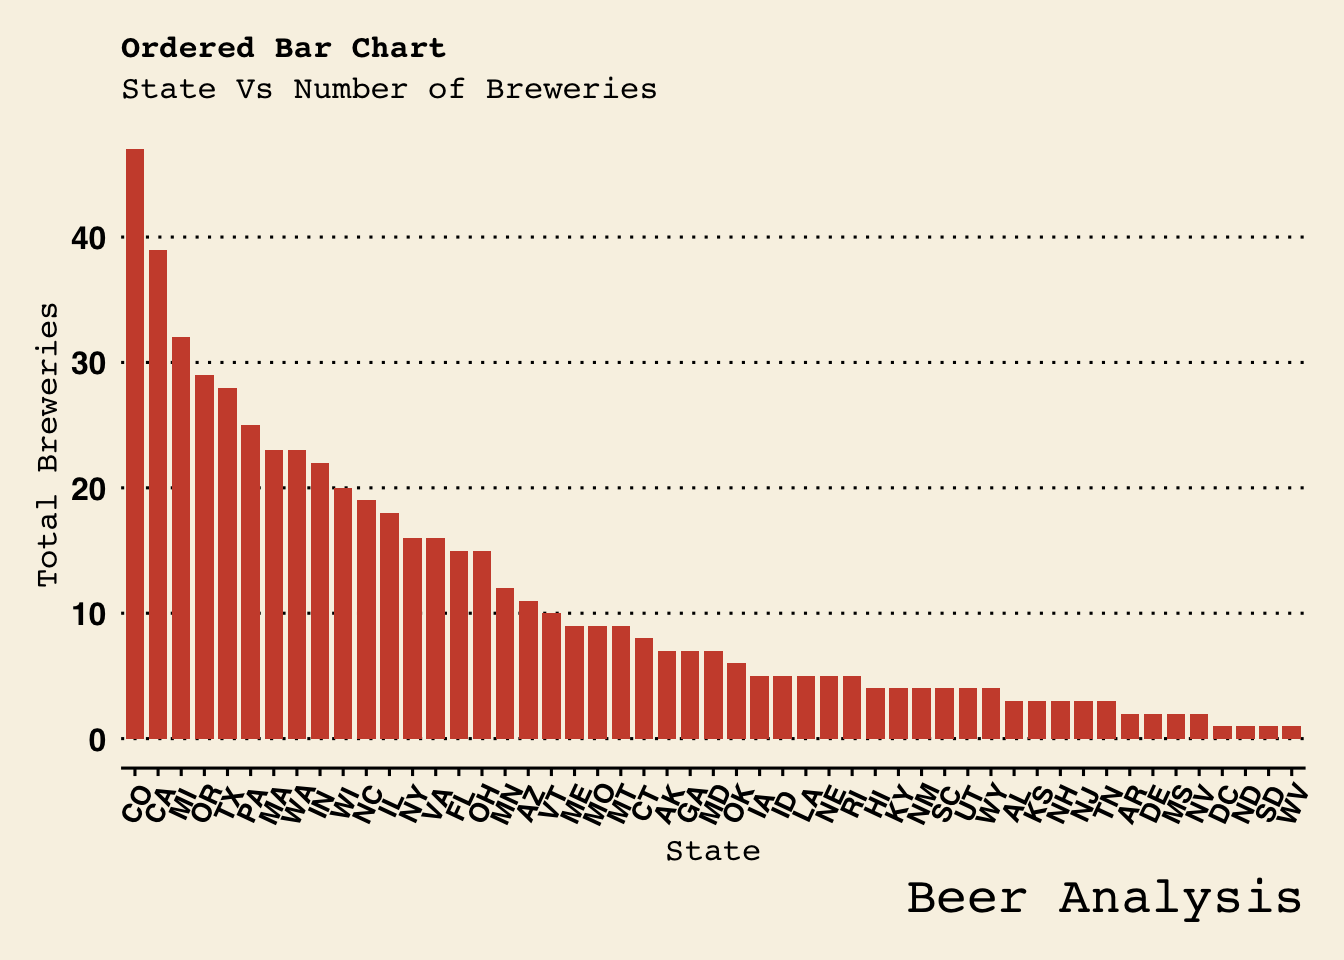 Ordered Bar Chart
State Vs Number of Breweries
Total Breweries
40
30
20
10
0
CO CA MI OR TX PA MA WA IN WI NC IL NY VA FL OH MN AZ VT ME MO MT CT AK GA MD OK IA ID LA NE RI HI KY NM SC UT WY AL KS NH NJ TN AR DE MS NV DC ND SD WV
State
Beer Analysis